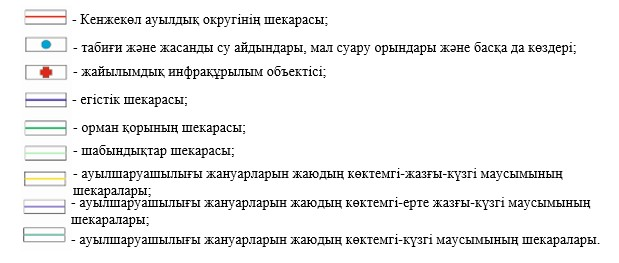 - Кенжекөл ауылдық округінің шекарасы;
- табиғи және жасанды су айдындары, мал суару орындары және басқа да көздері;
- жайылымдық инфрақұрылым объектісі;
- егістік шекарасы;
- орман қорының шекарасы;
- шабындықтар шекарасы;
- ауылшаруашылығы жануарларын жаюдың көктемгі-жазғы-күзгі маусымының
шекаралары;
- ауылшаруашылығы жануарларын жаюдың көктемгі-ерте жазғы-күзгі маусымының
шекаралары;
- ауылшаруашылығы жануарларын жаюдың көктемгі-күзгі маусымының шекаралары.